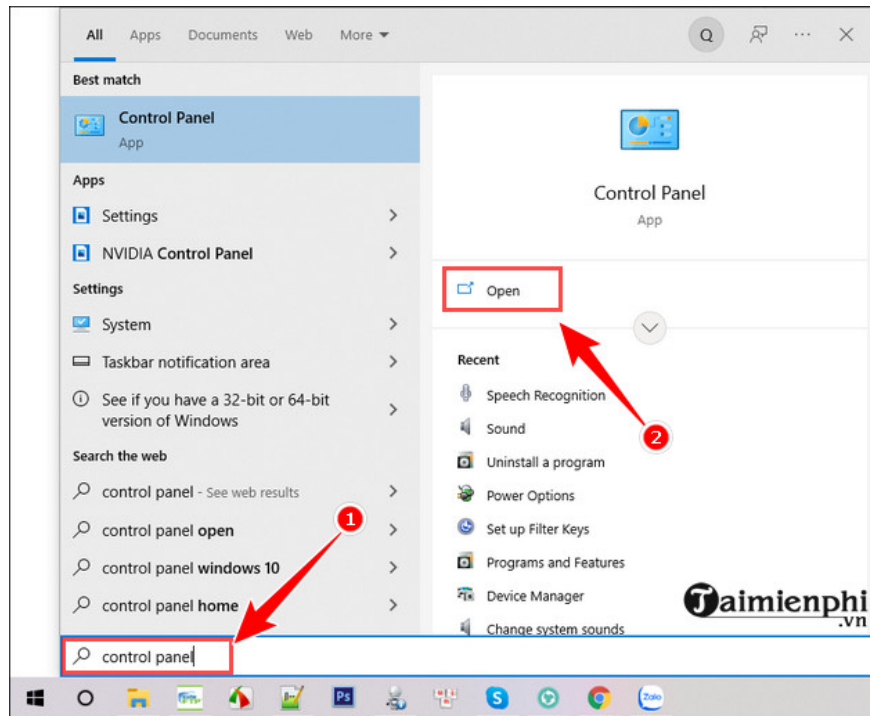 All Apps Documents Web More Q
Best match
Control Panel
App
Apps
Settings
NVIDIA Control Panel
Settings
System
Taskbar notification area
See if you have a 32-bit or 64-bit
version of Windows
Search the web
control panel - See web results
control panel open
control panel windows 10
control panel home
control panel
1
Control Panel
App
Open
2
Recent
Speech Recognition
Sound
Uninstall a program
Power Options
Set up Filter Keys
Programs and Features
Device Manager
Change system sounds
Taimienphi
.vn
Ps
S
Zalo